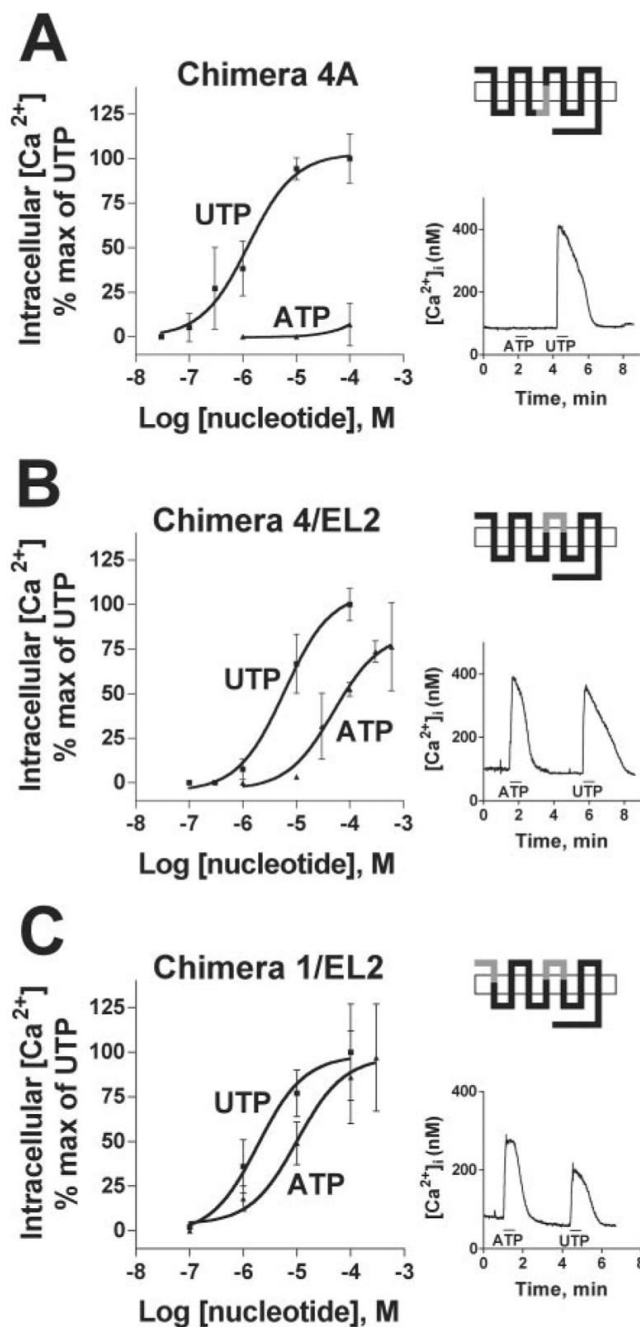 A
Chimera 4A
Intracellular [Ca2+]
% max of UTP
125
100
75
50
25
0
UTP
ATP
-8 -7 -6 -5 -4 -3
Log [nucleotide], M
[Ca2+]i (nM)
400
200
0
ATP UTP
0 2 4 6 8
Time, min
B
Chimera 4/EL2
Intracellular [Ca2+]
% max of UTP
125
100
75
50
25
0
UTP
ATP
-8 -7 -6 -5 -4 -3
Log [nucleotide], M
[Ca2+]i (nM)
400
200
0
ATP UTP
0 2 4 6 8
Time, min
C
Chimera 1/EL2
Intracellular [Ca2+]
% max of UTP
125
100
75
50
25
0
UTP
ATP
-8 -7 -6 -5 -4 -3
Log [nucleotide], M
[Ca2+]i (nM)
400
200
0
ATP UTP
0 2 4 6 8
Time, min